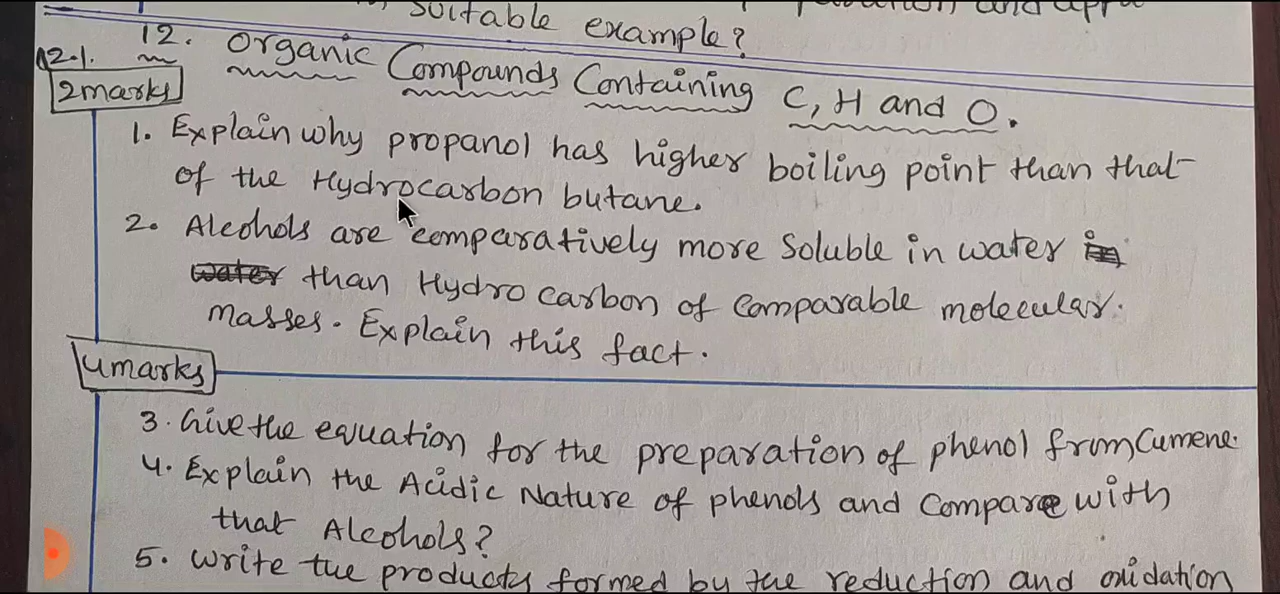 suitable example?
12. Organic Compounds Containing C, H and O.
12.1.
2marks
1. Explain why propanol has higher boiling point than that
of the Hydrocarbon butane.
2. Alcohols are comparatively more soluble in water in
water than Hydro carbon of comparable molecular.
masses. Explain this fact.
4marks
3. Give the equation for the preparation of phenol from Cumene.
4. Explain the Acidic Nature of phenols and Compare with
that Alcohols?
5. Write the products formed by the reduction and oxidation